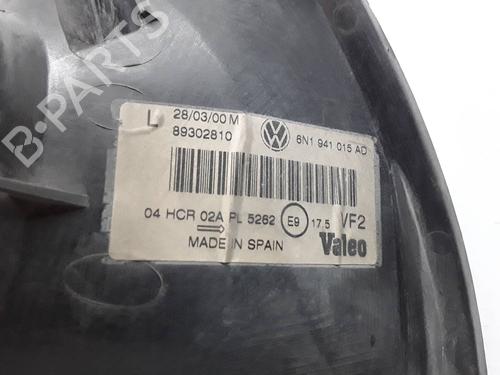 B-PARTS
L 28/03/00 M
89302810
6N1 941 015 AD
04 HCR 02A PL 5262 E9 17.5 VF2
MADE IN SPAIN
Valeo